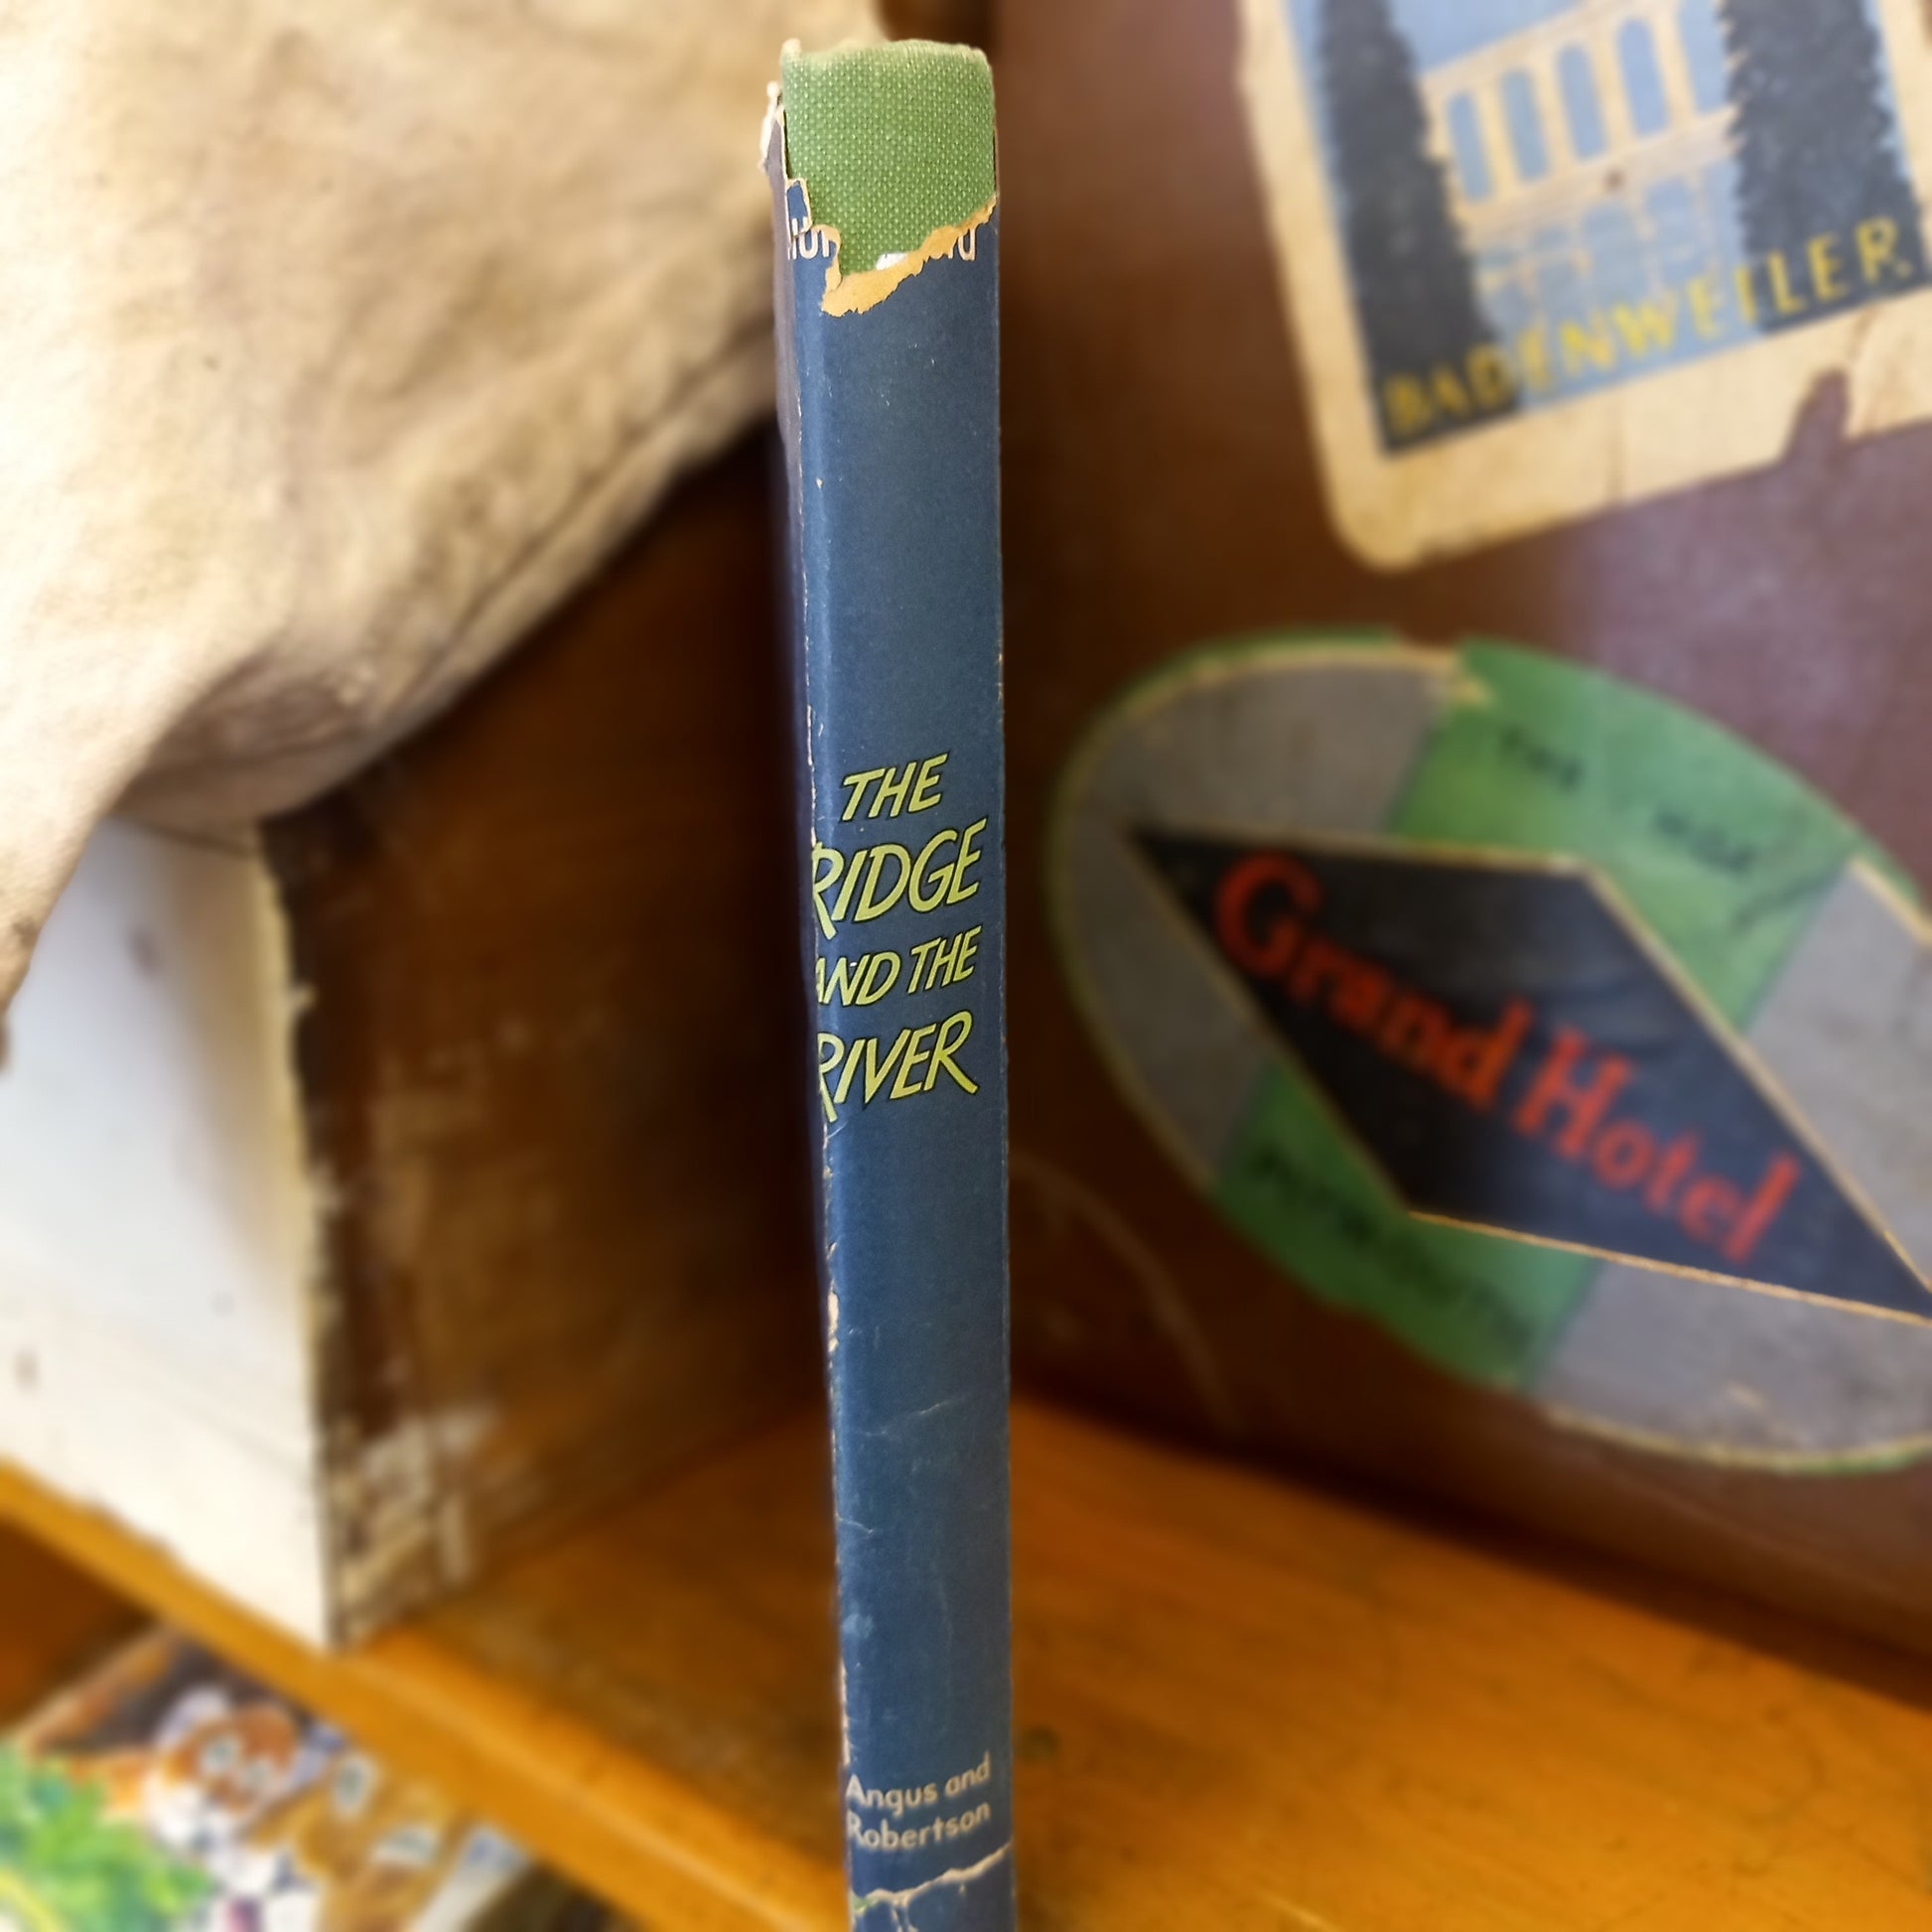 THE
RIDGE
AND THE
RIVER
Angus and
Robertson
BADENWEILER
Grand Hotel